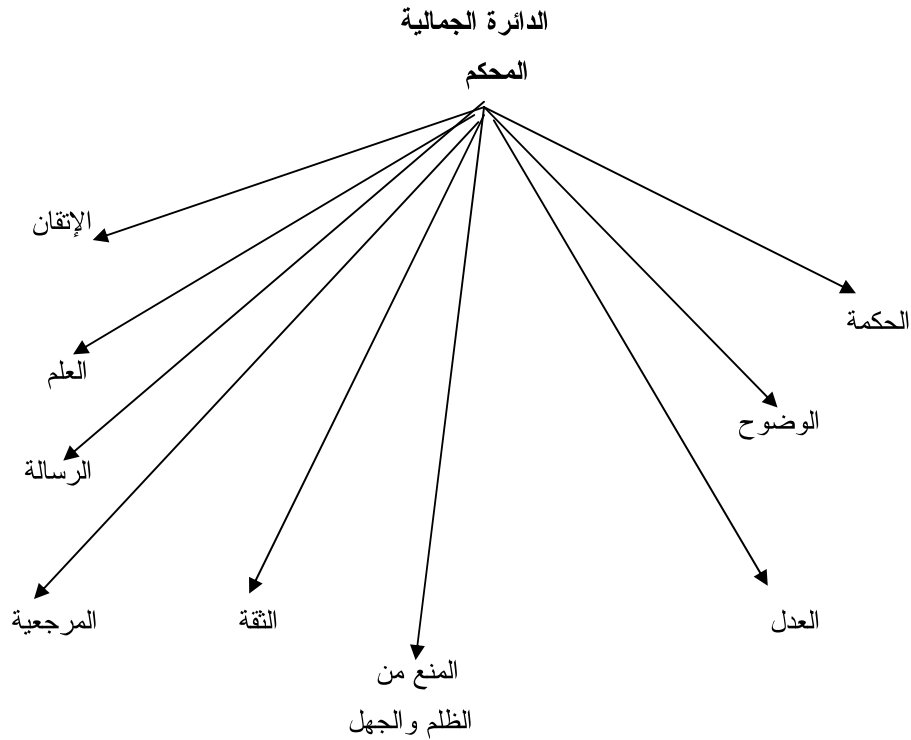 الدائرة الجمالية
المحكم
الإتقان
الحكمة
العلم
الوضوح
الرسالة
العدل
الثقة
المرجعية
المنع من
الظلم والجهل